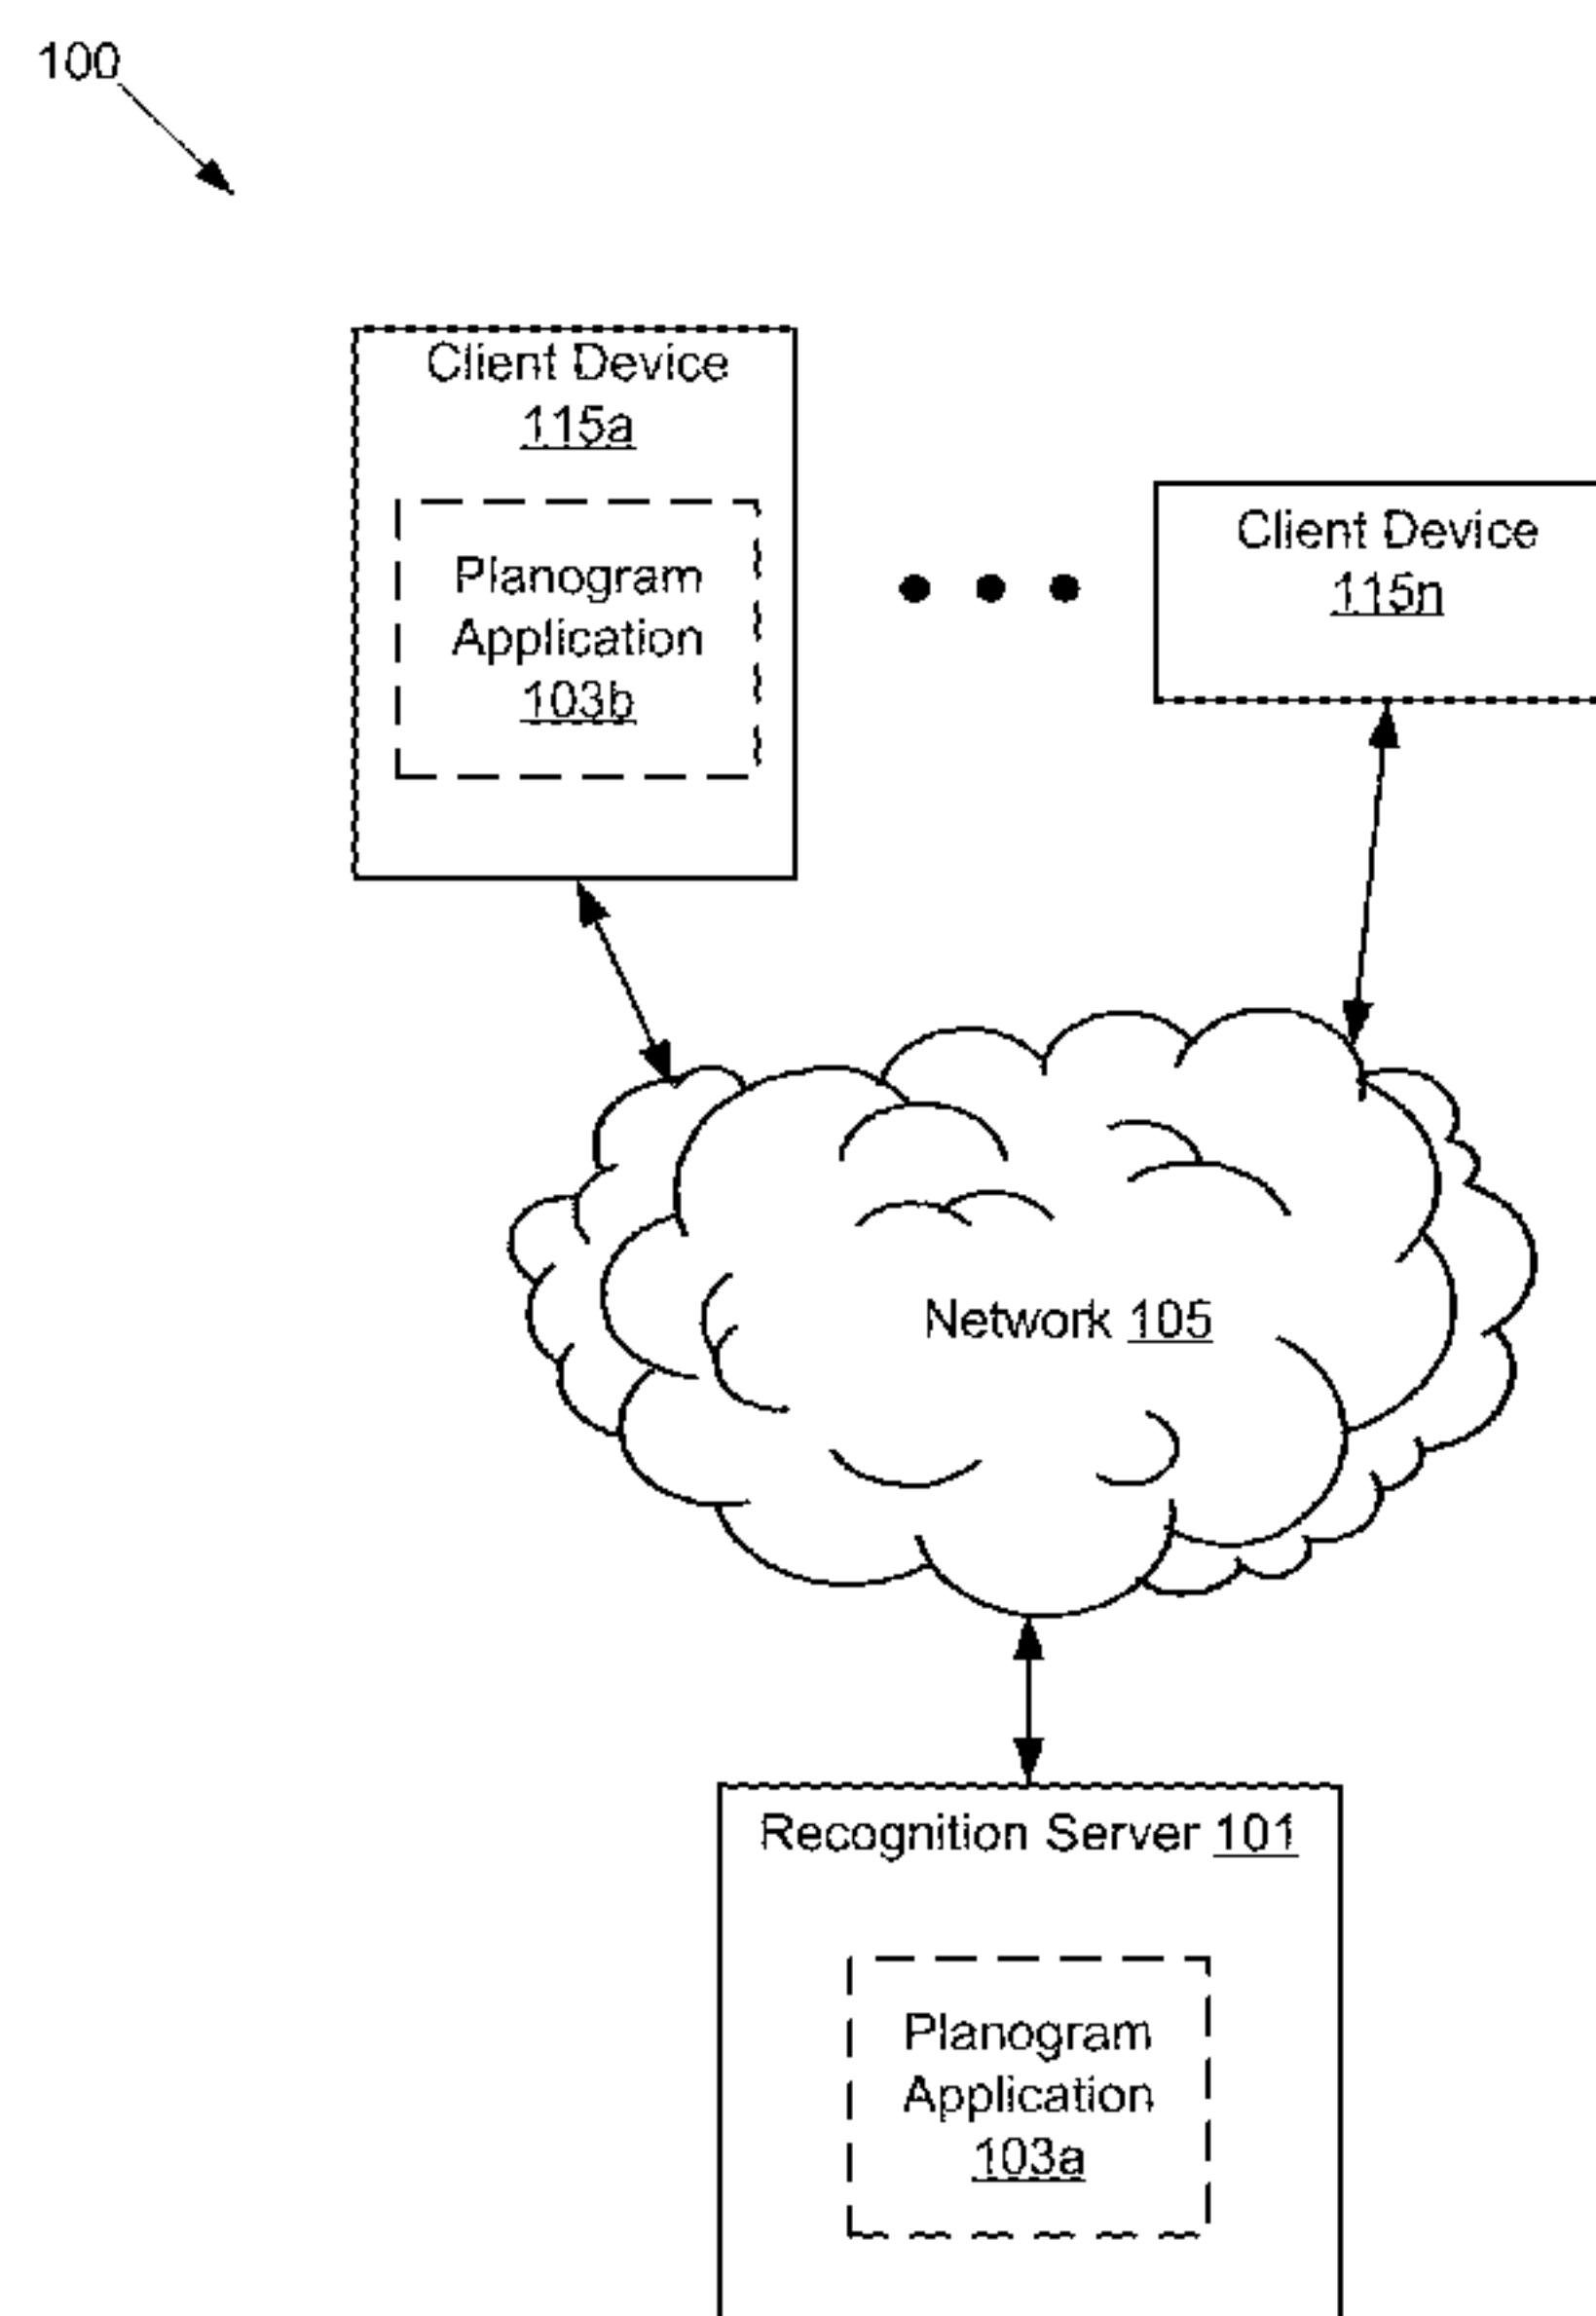 100
Client Device
115a
Planogram
Application
103b
Client Device
115n
Network 105
Recognition Server 101
Planogram
Application
103a